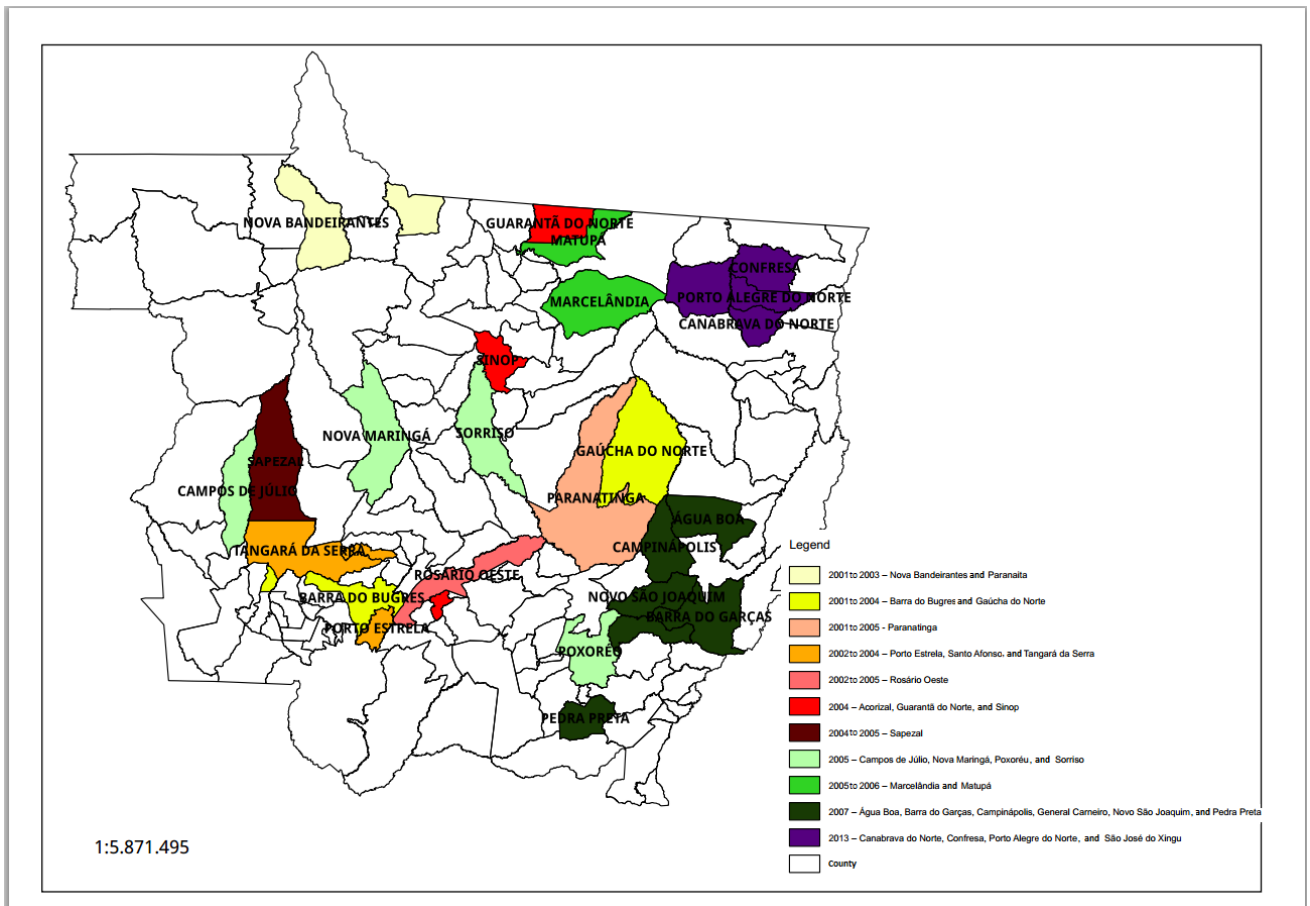 NOVA BANDEIRANTES
GUARANTÃ DO NORTE
MATUPÁ
CONFRESA
MARCELÂNDIA
PORTO ALEGRE DO NORTE
CANABRAVA DO NORTE
SINOP
NOVA MARINGÁ
SORRISO
GAÚCHA DO NORTE
SAPEZAL
CAMPOS DE JÚLIO
PARANATINGA
ÁGUA BOA
TANGARÁ DA SERRA
CAMPINÁPOLIS
ROSÁRIO OESTE
BARRA DO BUGRES
NOVO SÃO JOAQUIM
BARRA DO GARÇAS
PORTO ESTRELA
POXORÉO
PEDRA PRETA
Legend
2001 to 2003 – Nova Bandeirantes and Paranaita
2001 to 2004 – Barra do Bugres and Gaúcha do Norte
2001 to 2005 - Paranatinga
2002 to 2004 – Porto Estrela, Santo Afonso, and Tangará da Serra
2002 to 2005 – Rosário Oeste
2004 – Acorizal, Guarantã do Norte, and Sinop
2004 to 2005 – Sapezal
2005 – Campos de Júlio, Nova Maringá, Poxoréu, and Sorriso
2005 to 2006 – Marcelândia and Matupá
2007 – Água Boa, Barra do Garças, Campinápolis, General Carneiro, Novo São Joaquim, and Pedra Preta
2013 – Canabrava do Norte, Confresa, Porto Alegre do Norte, and São José do Xingu
County
1:5.871.495